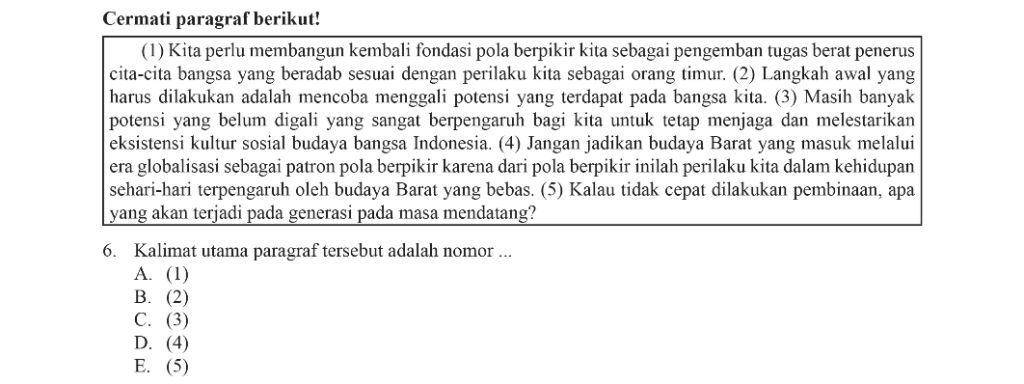 Cermati paragraf berikut!
(1) Kita perlu membangun kembali fondasi pola berpikir kita sebagai pengemban tugas berat penerus
cita-cita bangsa yang beradab sesuai dengan perilaku kita sebagai orang timur. (2) Langkah awal yang
harus dilakukan adalah mencoba menggali potensi yang terdapat pada bangsa kita. (3) Masih banyak
potensi yang belum digali yang sangat berpengaruh bagi kita untuk tetap menjaga dan melestarikan
eksistensi kultur sosial budaya bangsa Indonesia. (4) Jangan jadikan budaya Barat yang masuk melalui
era globalisasi sebagai patron pola berpikir karena dari pola berpikir inilah perilaku kita dalam kehidupan
sehari-hari terpengaruh oleh budaya Barat yang bebas. (5) Kalau tidak cepat dilakukan pembinaan, apa
yang akan terjadi pada generasi pada masa mendatang?
6. Kalimat utama paragraf tersebut adalah nomor ...
A. (1)
B. (2)
C. (3)
D. (4)
E. (5)